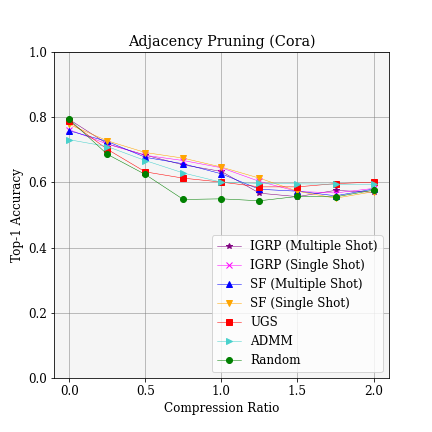 Adjacency Pruning (Cora)
Top-1 Accuracy
1.0
0.8
0.6
0.4
0.2
0.0
IGRP (Multiple Shot)
IGRP (Single Shot)
SF (Multiple Shot)
SF (Single Shot)
UGS
ADMM
Random
0.0 0.5 1.0 1.5 2.0
Compression Ratio